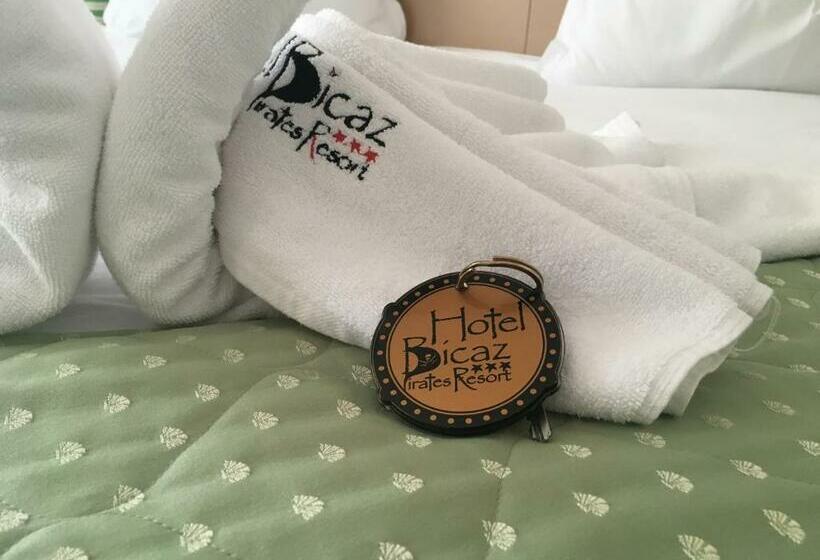 Bicaz
Pirates Resort
Hotel
Bicaz
Pirates Resort